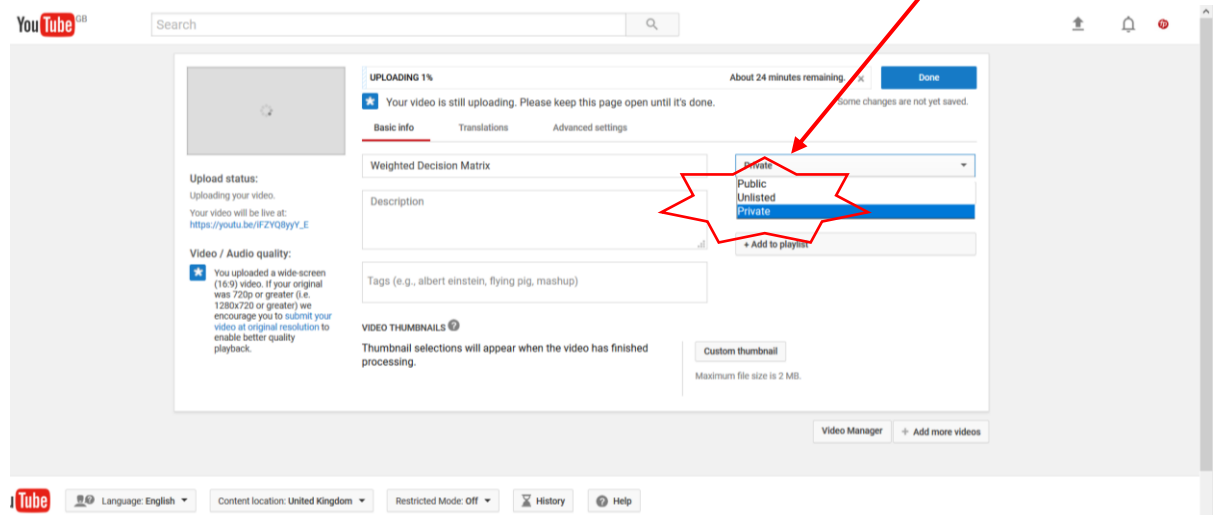 You Tube GB
Search
UPLOADING 1%
About 24 minutes remaining. ×
Done
Your video is still uploading. Please keep this page open until it's done.
Some changes are not yet saved.
Basic info
Translations
Advanced settings
Weighted Decision Matrix
Private
Public
Unlisted
Private
Description
+ Add to playlist
Tags (e.g., albert einstein, flying pig, mashup)
Upload status:
Uploading your video.
Your video will be live at:
https://youtu.be/iFZYQ8yyY_E
Video / Audio quality:
You uploaded a wide-screen
(16:9) video. If your original
was 720p or greater (i.e.
1280x720 or greater) we
encourage you to submit your
video at original resolution to
enable better quality
playback.
VIDEO THUMBNAILS ?
Thumbnail selections will appear when the video has finished
processing.
Custom thumbnail
Maximum file size is 2 MB.
Video Manager
+ Add more videos
Tube
Language: English
Content location: United Kingdom
Restricted Mode: Off
History
? Help